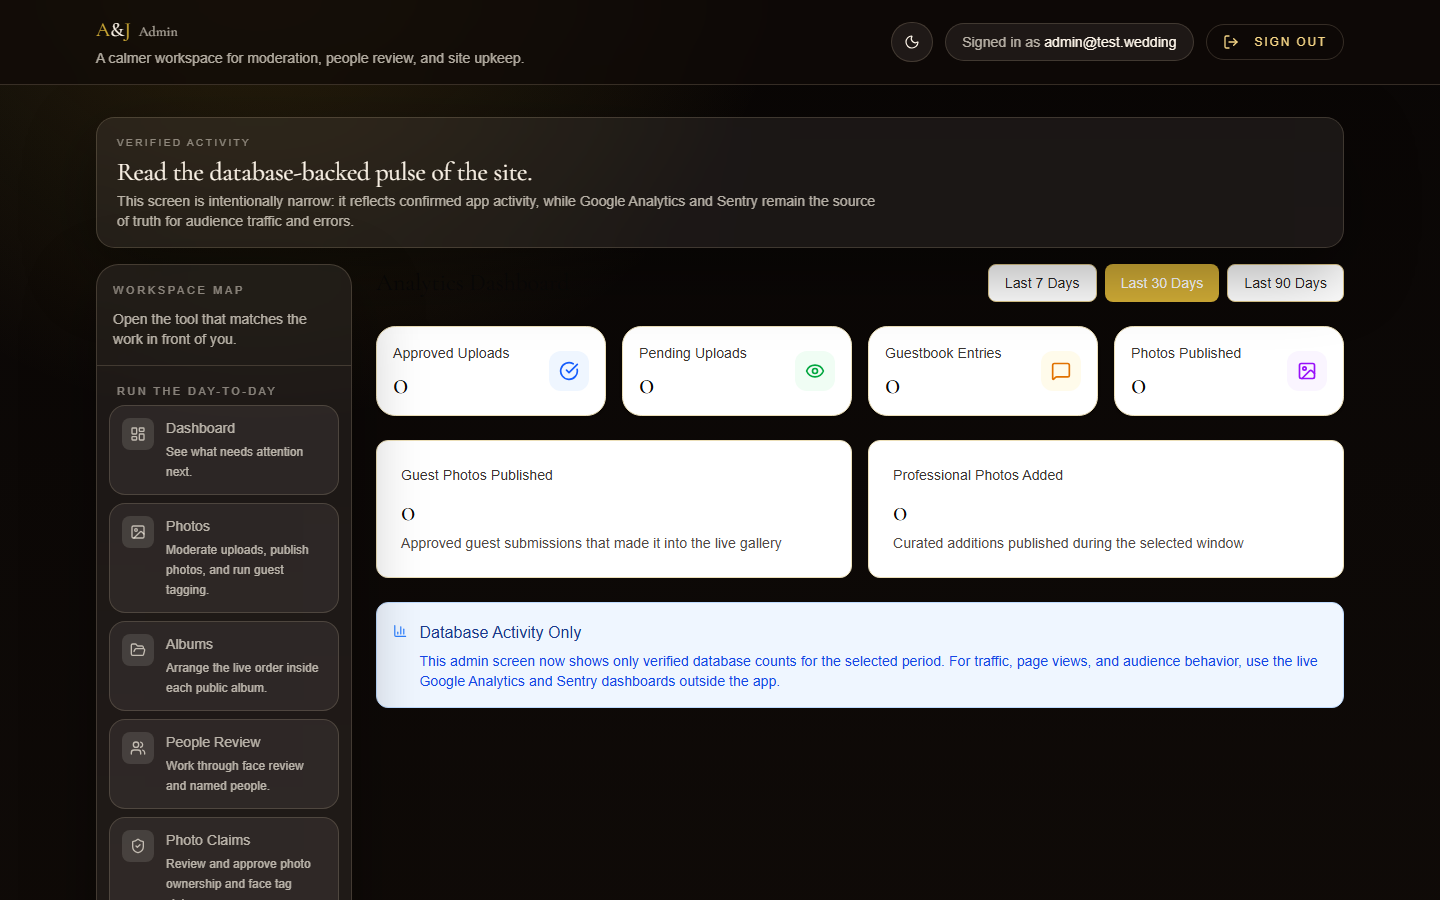 A&J Admin
A calmer workspace for moderation, people review, and site upkeep.
Signed in as admin@test.wedding
SIGN OUT
VERIFIED ACTIVITY
Read the database-backed pulse of the site.
This screen is intentionally narrow: it reflects confirmed app activity, while Google Analytics and Sentry remain the source
of truth for audience traffic and errors.
WORKSPACE MAP
Open the tool that matches the
work in front of you.
RUN THE DAY-TO-DAY
Dashboard
See what needs attention
next.
Photos
Moderate uploads, publish
photos, and run guest
tagging.
Albums
Arrange the live order inside
each public album.
People Review
Work through face review
and named people.
Photo Claims
Review and approve photo
ownership and face tag
Analytics
Last 7 Days
Last 30 Days
Last 90 Days
Approved Uploads
0
Pending Uploads
0
Guestbook Entries
0
Photos Published
0
Guest Photos Published
0
Approved guest submissions that made it into the live gallery
Professional Photos Added
0
Curated additions published during the selected window
Database Activity Only
This admin screen now shows only verified database counts for the selected period. For traffic, page views, and audience behavior, use the live
Google Analytics and Sentry dashboards outside the app.